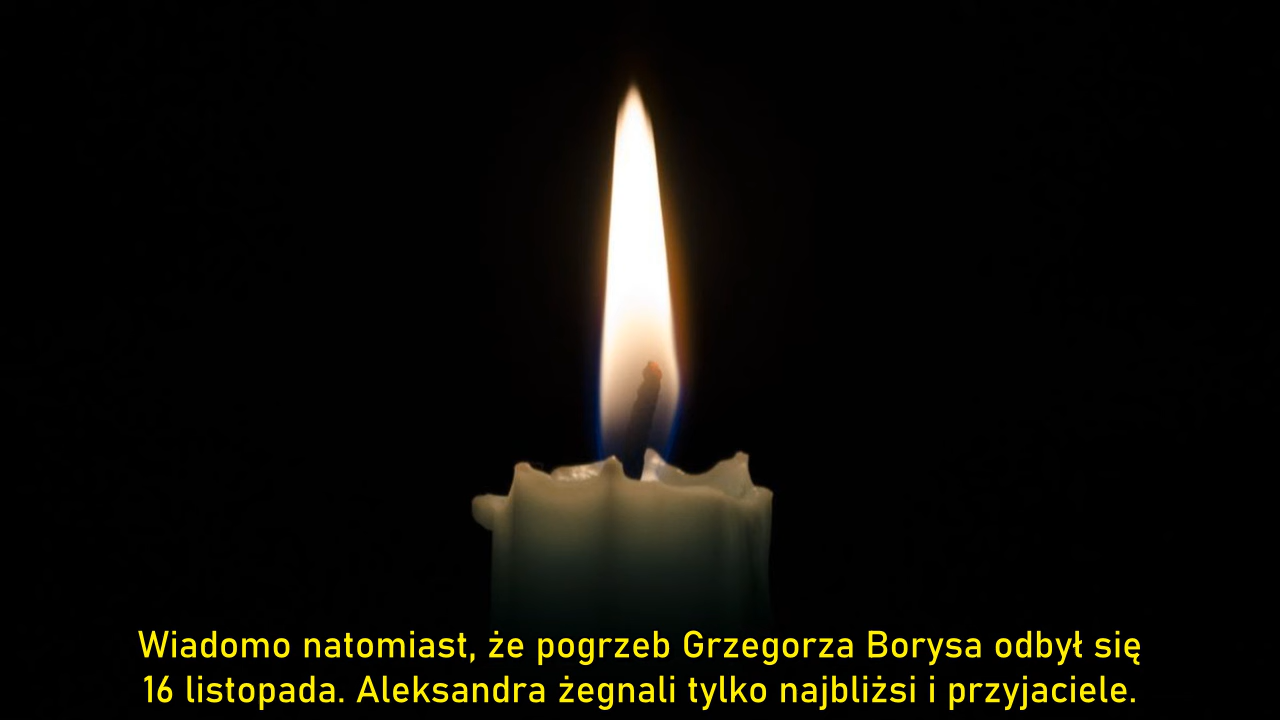 Wiadomo natomiast, że pogrzeb Grzegorza Borysa odbył się
16 listopada. Aleksandra żegnali tylko najbliżsi i przyjaciele.